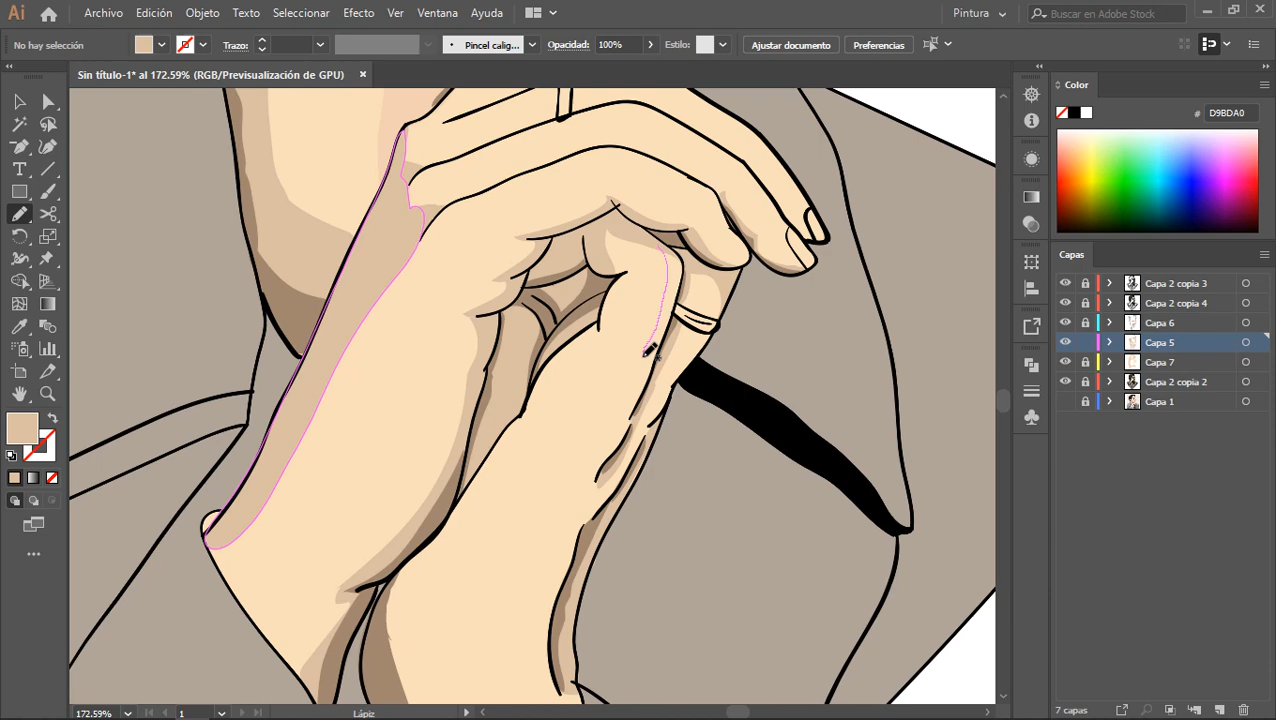 Ai Archivo Edición Objeto Texto Seleccionar Efecto Ver Ventana Ayuda Pintura Buscar en Adobe Stock
No hay selección Trazo: Pincel calig... Opacidad: 100% Estilo: Ajustar documento Preferencias
Sin título-1* al 172.59% (RGB/Previsualización de GPU)
Color
# D9BDA0
Capas
Capa 2 copia 3
Capa 2 copia 4
Capa 6
Capa 5
Capa 7
Capa 2 copia 2
Capa 1
172.59% 1 Lápiz 7 capas